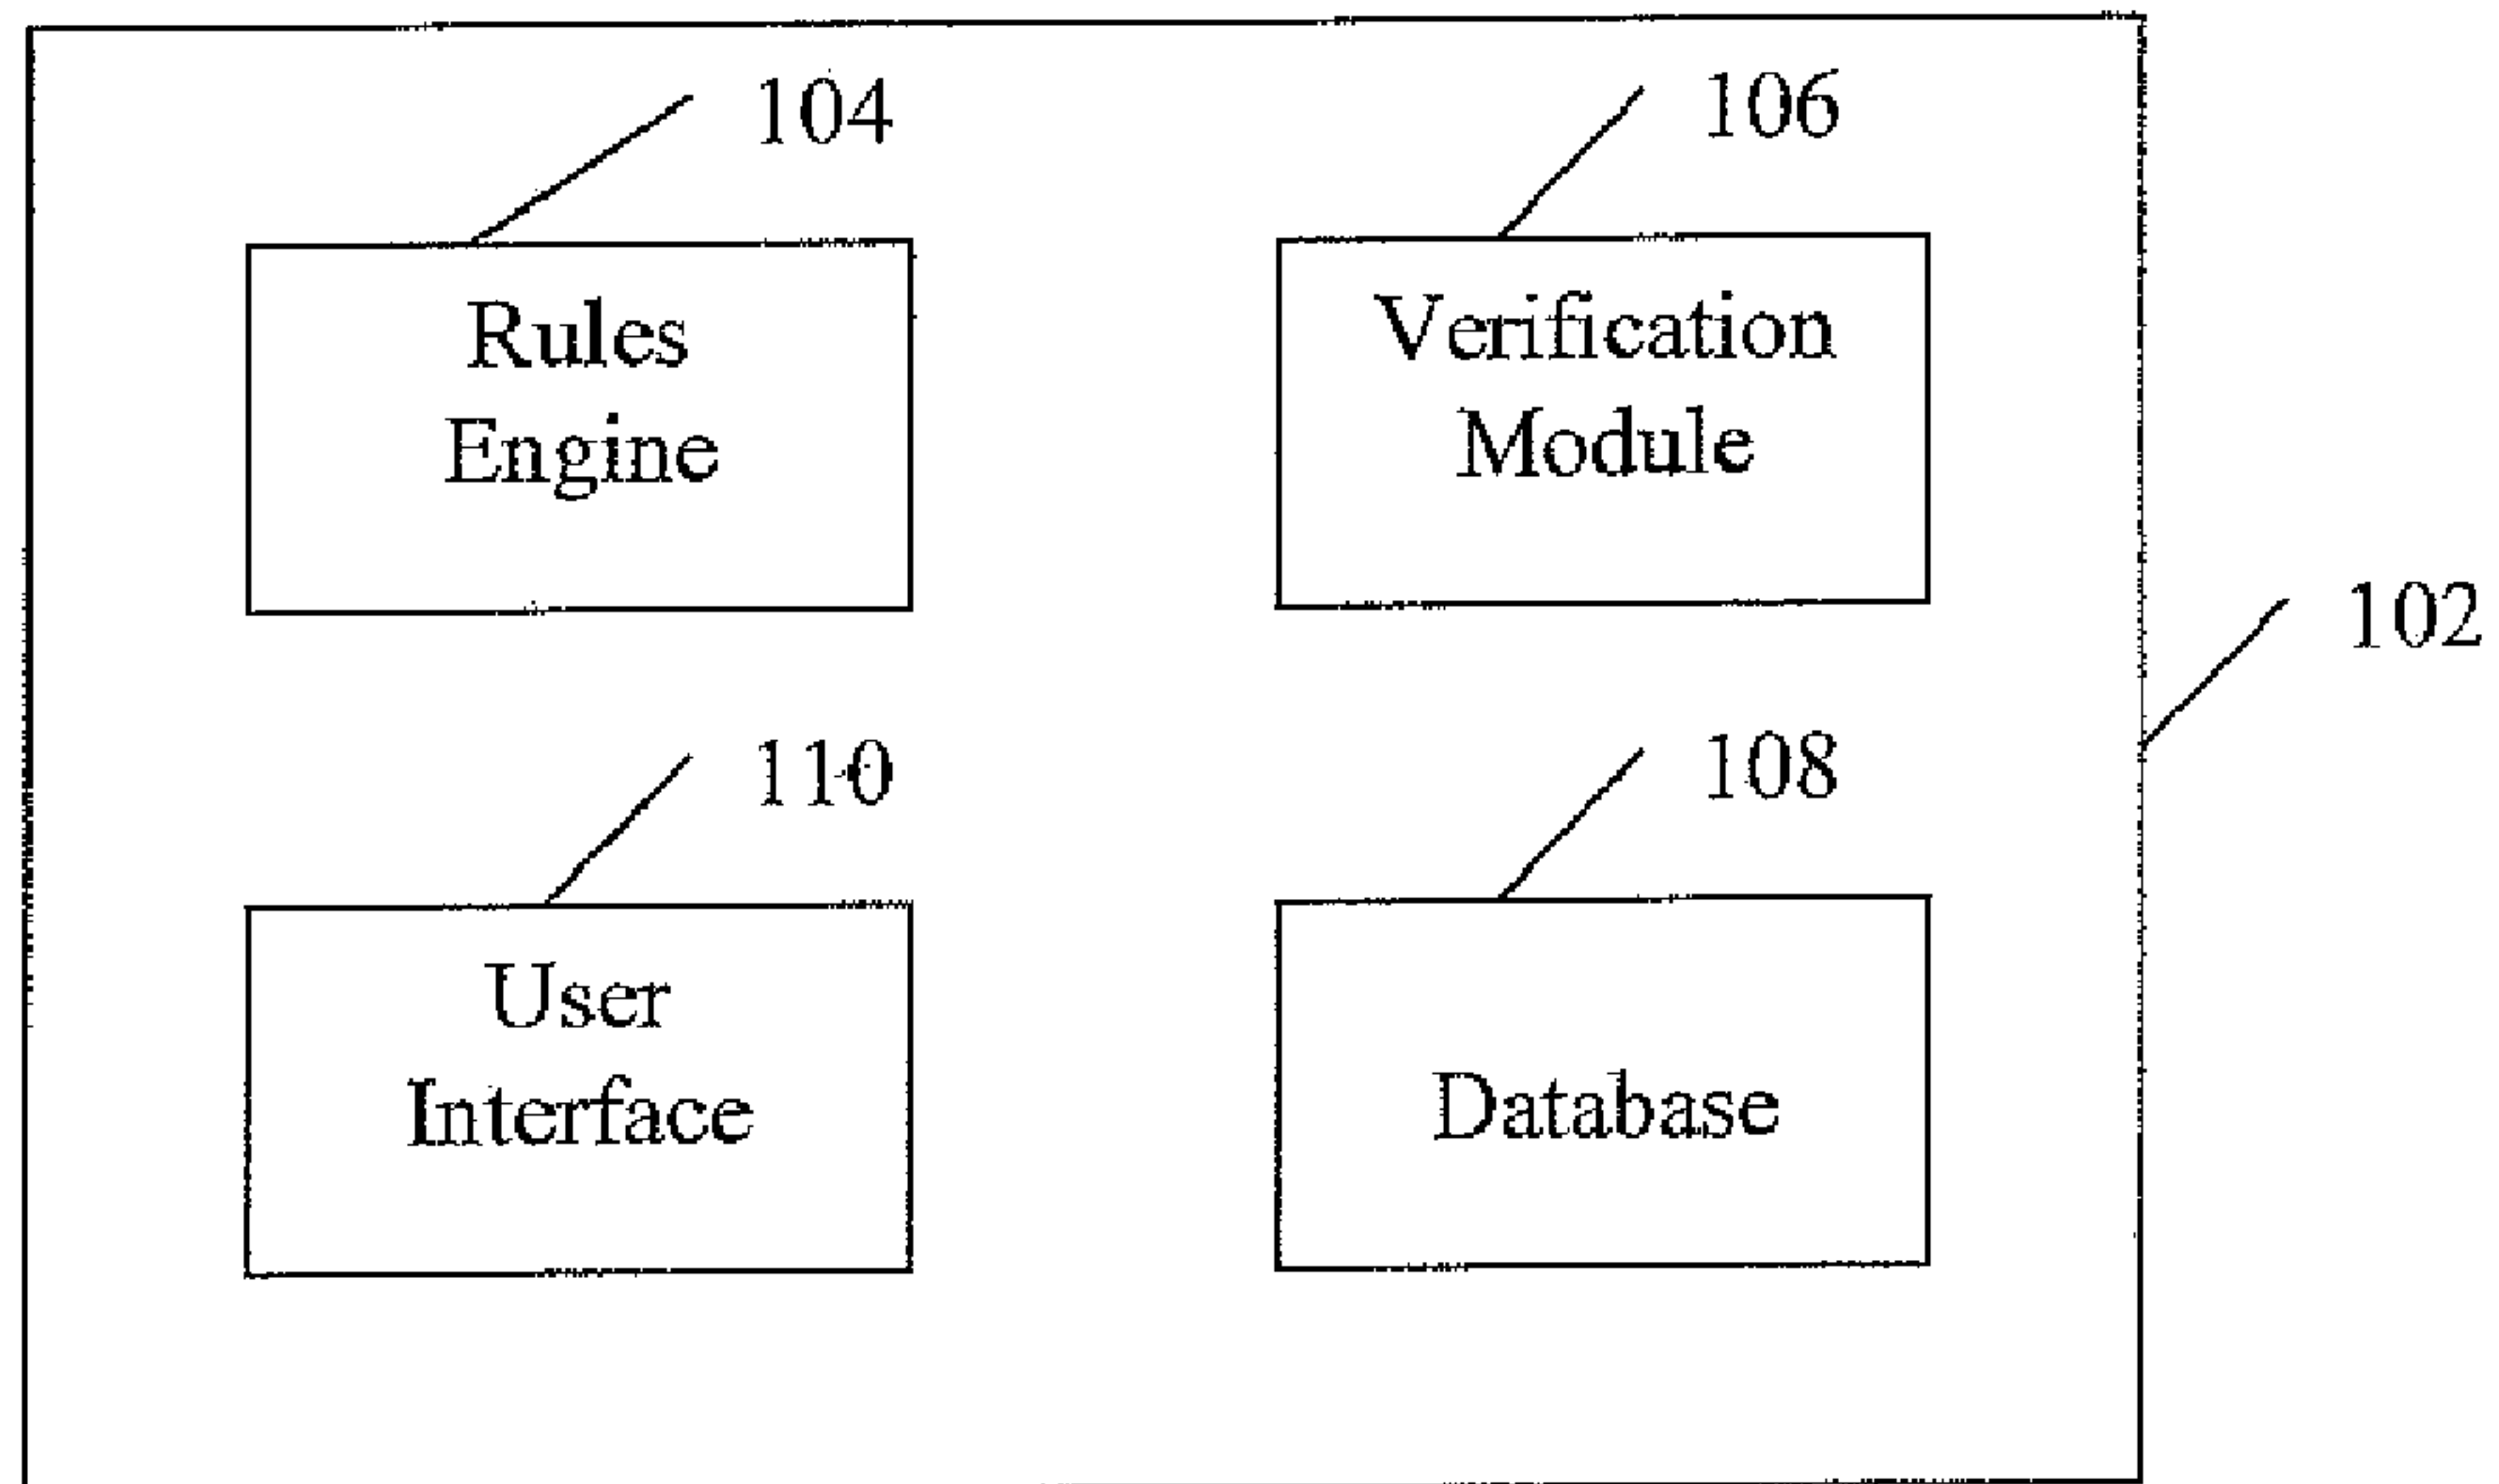 104
106
Rules
Engine
Verification
Module
102
110
108
User
Interface
Database